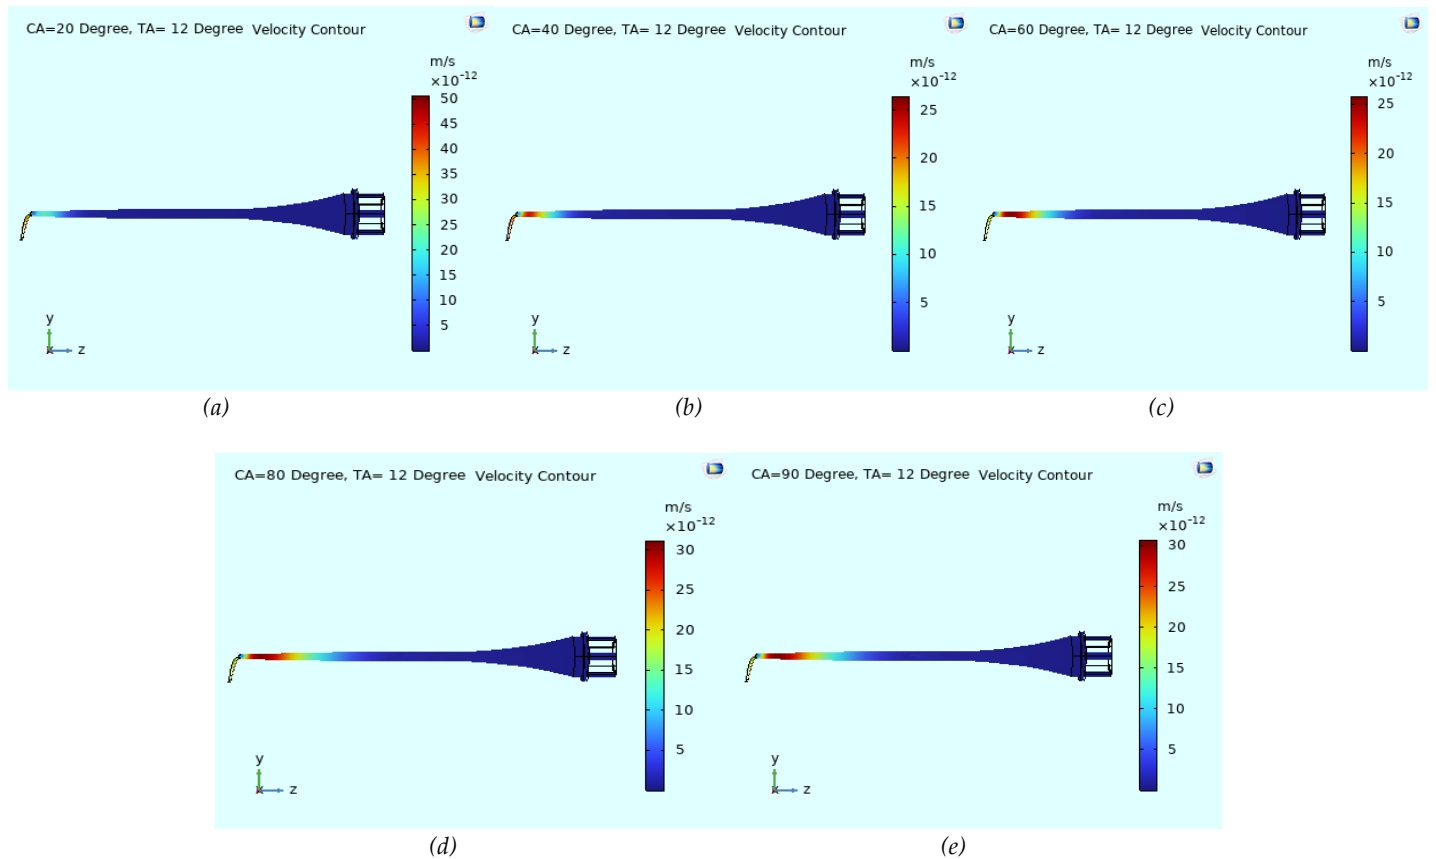 CA=20 Degree, TA= 12 Degree Velocity Contour
m/s
×10⁻¹²
50
45
40
35
30
25
20
15
10
5
y
z
x
(a)
CA=40 Degree, TA= 12 Degree Velocity Contour
m/s
×10⁻¹²
25
20
15
10
5
y
z
x
(b)
CA=60 Degree, TA= 12 Degree Velocity Contour
m/s
×10⁻¹²
25
20
15
10
5
y
z
x
(c)
CA=80 Degree, TA= 12 Degree Velocity Contour
m/s
×10⁻¹²
30
25
20
15
10
5
y
z
x
(d)
CA=90 Degree, TA= 12 Degree Velocity Contour
m/s
×10⁻¹²
30
25
20
15
10
5
y
z
x
(e)